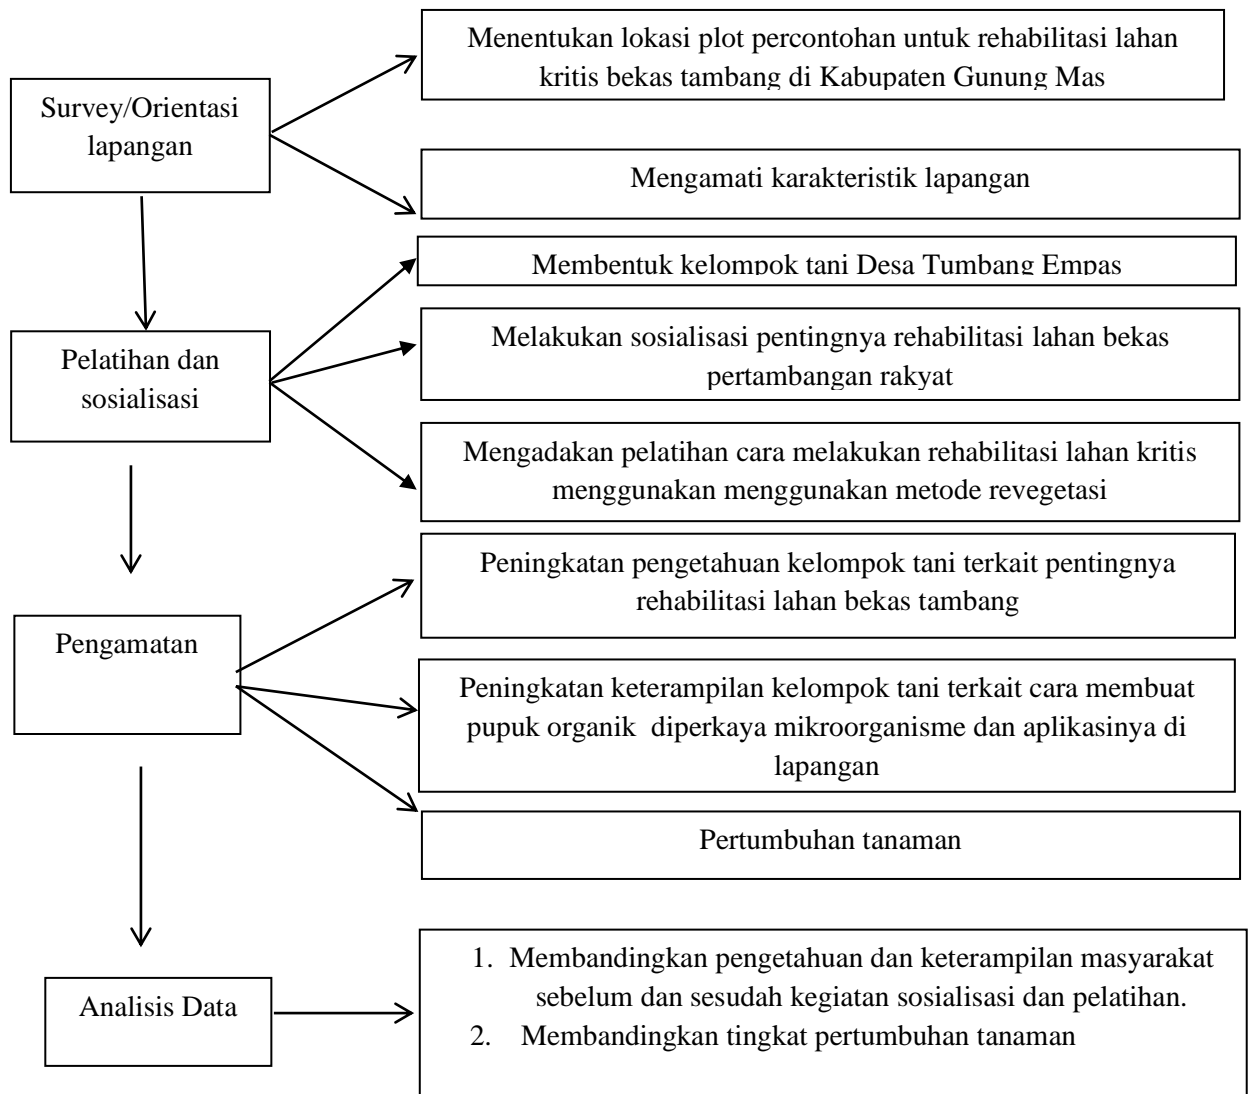 Survey/Orientasi
lapangan
Menentukan lokasi plot percontohan untuk rehabilitasi lahan
kritis bekas tambang di Kabupaten Gunung Mas
Mengamati karakteristik lapangan
Pelatihan dan
sosialisasi
Membentuk kelompok tani Desa Tumbang Empas
Melakukan sosialisasi pentingnya rehabilitasi lahan bekas
pertambangan rakyat
Mengadakan pelatihan cara melakukan rehabilitasi lahan kritis
menggunakan menggunakan metode revegetasi
Pengamatan
Peningkatan pengetahuan kelompok tani terkait pentingnya
rehabilitasi lahan bekas tambang
Peningkatan keterampilan kelompok tani terkait cara membuat
pupuk organik diperkaya mikroorganisme dan aplikasinya di
lapangan
Pertumbuhan tanaman
Analisis Data
1. Membandingkan pengetahuan dan keterampilan masyarakat
sebelum dan sesudah kegiatan sosialisasi dan pelatihan.
2. Membandingkan tingkat pertumbuhan tanaman